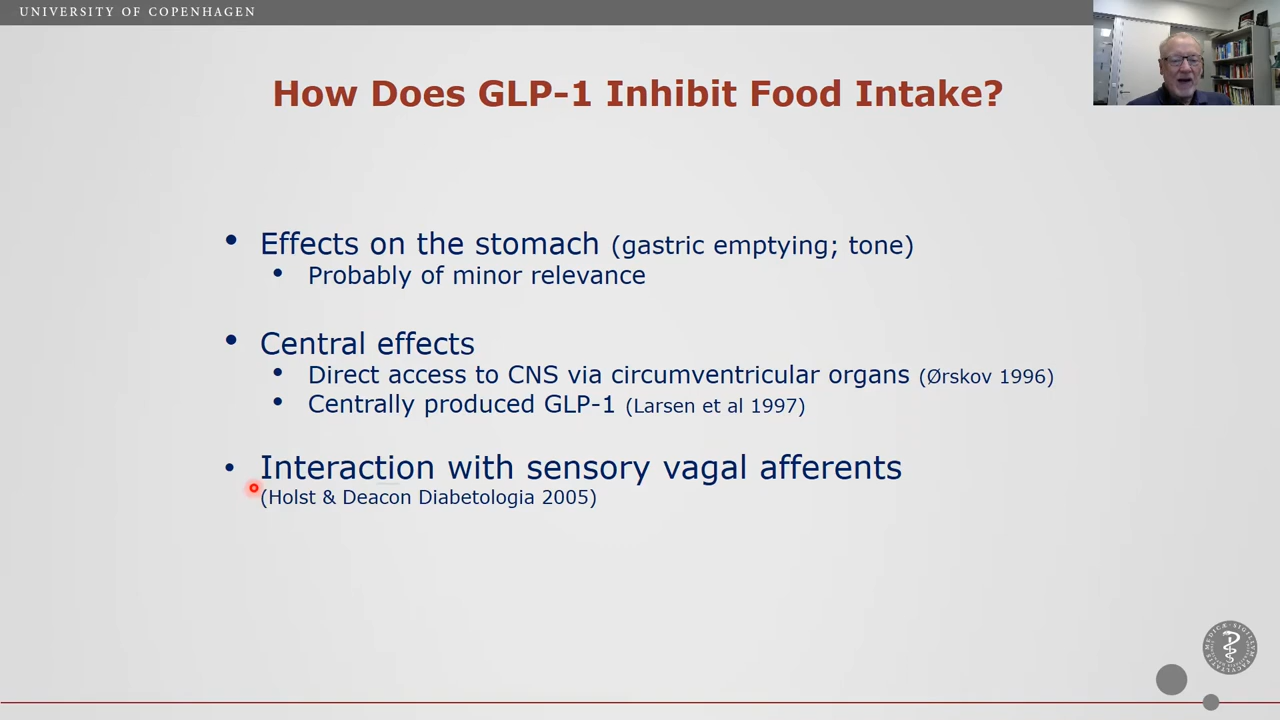 UNIVERSITY OF COPENHAGEN
How Does GLP-1 Inhibit Food Intake?
• Effects on the stomach (gastric emptying; tone)
• Probably of minor relevance
• Central effects
• Direct access to CNS via circumventricular organs (Ørskov 1996)
• Centrally produced GLP-1 (Larsen et al 1997)
• Interaction with sensory vagal afferents
(Holst & Deacon Diabetologia 2005)